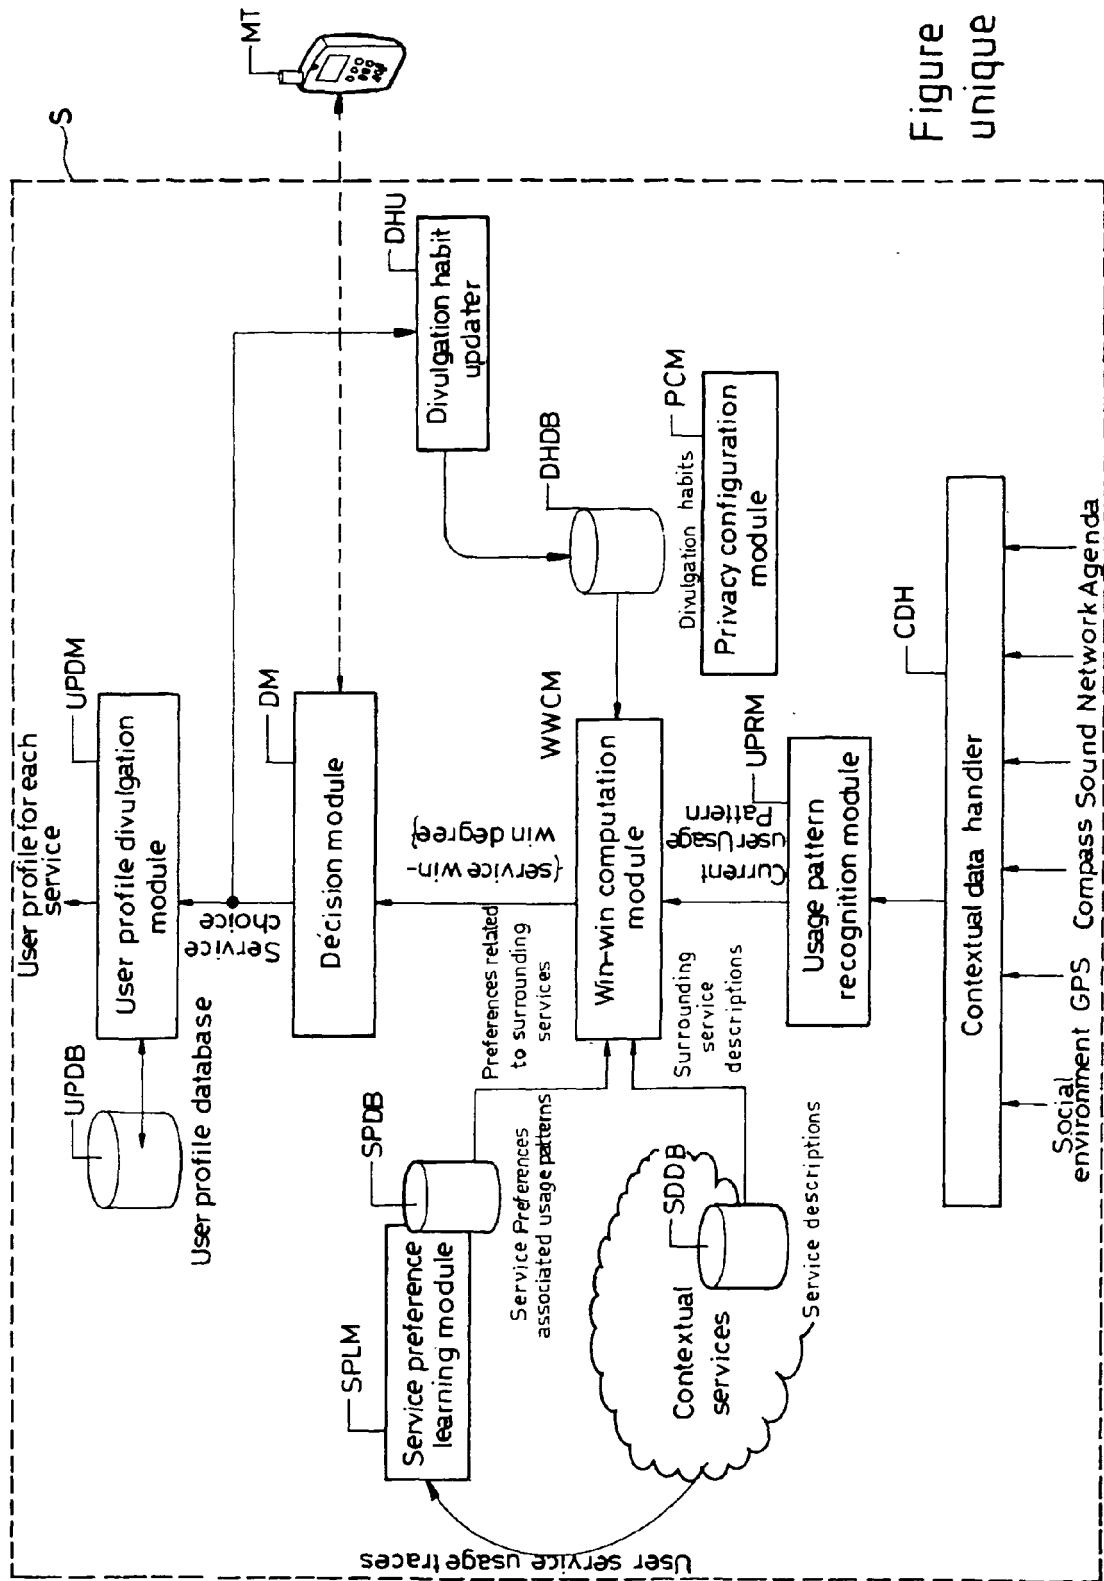 User profile for each
service
UPDB
User profile database
User profile divulgation
module
UPDM
S
MT
Service
choice
Décision module
DM
{service win-
win degree}
Divulgation habit
updater
DHU
SPLM
Service preference
learning module
SPDB
Service Preferences
associated usage patterns
Preferences related
to surrounding
services
Win-win computation
module
WWCM
DHDB
Divulgation habits
PCM
Privacy configuration
module
User service usage traces
Contextual
services
SDDB
Service descriptions
Surrounding
service
descriptions
Current
user Usage
Pattern
UPRM
Usage pattern
recognition module
CDH
Contextual data handler
Social
environment GPS Compass Sound Network Agenda
Figure
unique